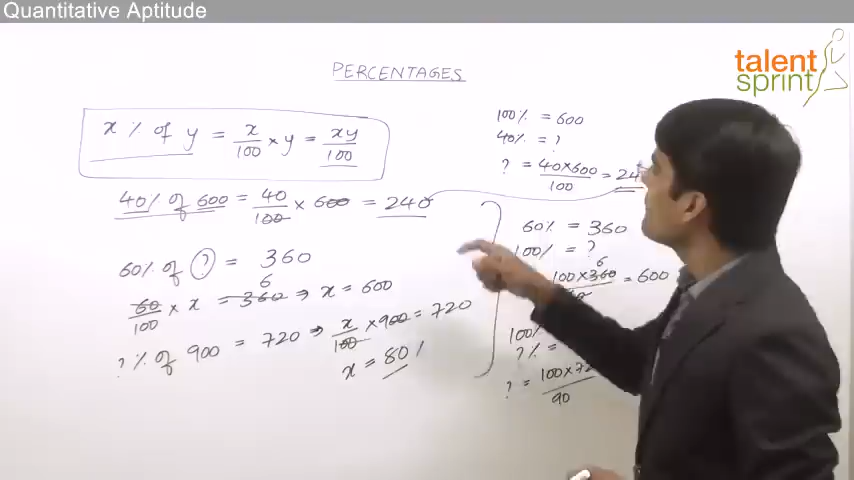 Quantitative Aptitude
talent
sprint
PERCENTAGES
x % of y = x/100 × y = xy/100
40% of 600 = 40/100 × 600 = 240
60% of ? = 360
60/100 × x = 360 6 ⇒ x = 600
?% of 900 = 720 ⇒ x/100 × 900 = 720
x = 80%
100% = 600
40% = ?
? = 40×600/100 = 24
60% = 360
100% = ?
100×360 6 = 600
100%
?% =
? = 100×72
90